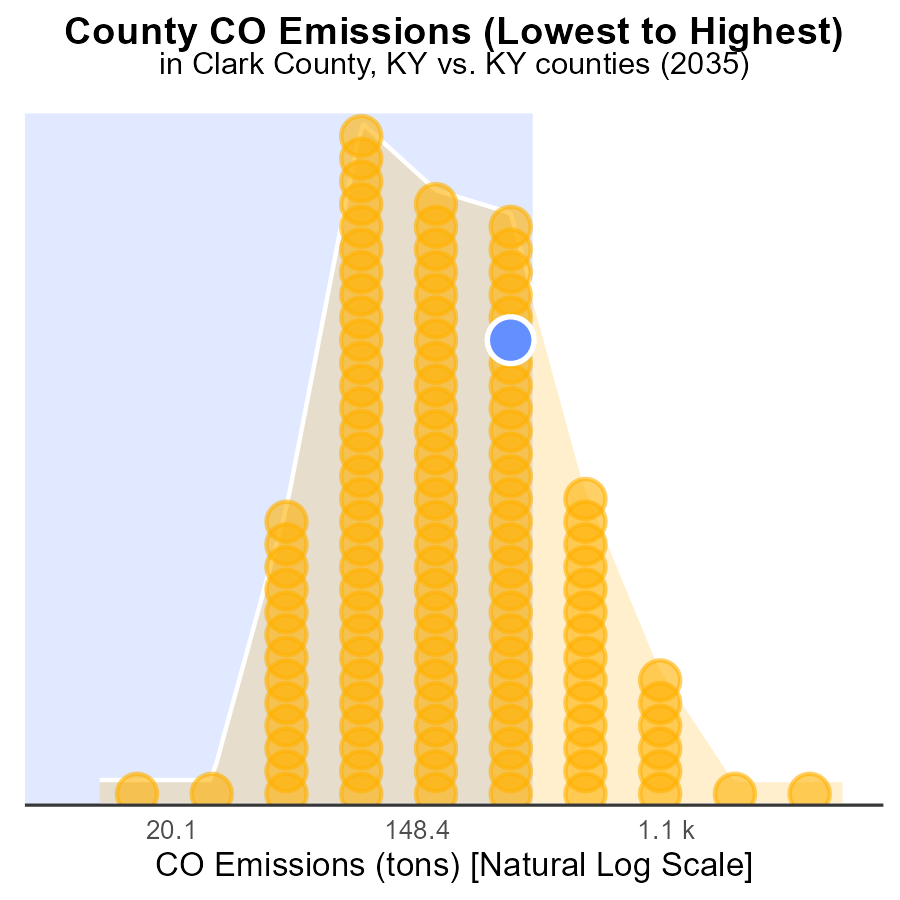 County CO Emissions (Lowest to Highest)
in Clark County, KY vs. KY counties (2035)
20.1 148.4 1.1 k
CO Emissions (tons) [Natural Log Scale]